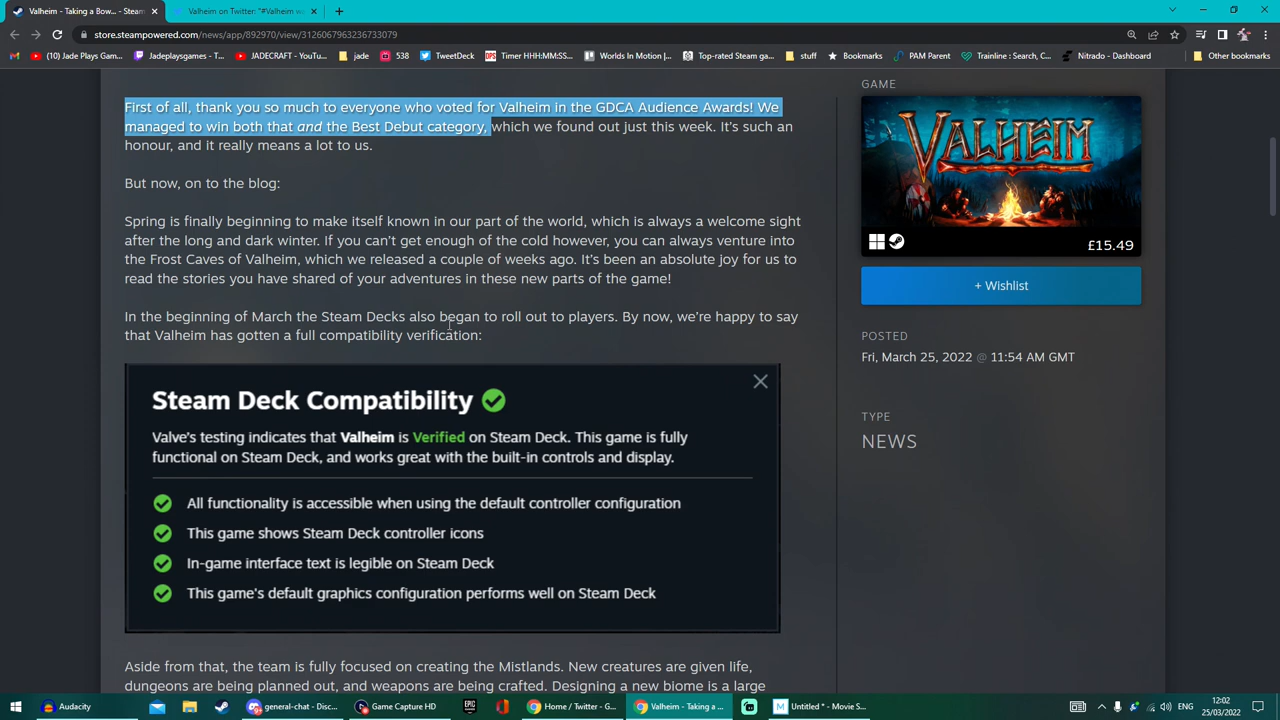 Valheim - Taking a Bow... - Steam
Valheim on Twitter: "#Valheim wa
store.steampowered.com/news/app/892970/view/3126067963236733079
(10) Jade Plays Gam...
Jadeplaysgames - T...
JADECRAFT - YouTu...
jade
538
TweetDeck
Timer HHH:MM:SS...
Worlds In Motion |...
Top-rated Steam ga...
stuff
Bookmarks
PAM Parent
Trainline : Search, C...
Nitrado - Dashboard
Other bookmarks
First of all, thank you so much to everyone who voted for Valheim in the GDCA Audience Awards! We
managed to win both that and the Best Debut category, which we found out just this week. It's such an
honour, and it really means a lot to us.
But now, on to the blog:
Spring is finally beginning to make itself known in our part of the world, which is always a welcome sight
after the long and dark winter. If you can't get enough of the cold however, you can always venture into
the Frost Caves of Valheim, which we released a couple of weeks ago. It's been an absolute joy for us to
read the stories you have shared of your adventures in these new parts of the game!
In the beginning of March the Steam Decks also began to roll out to players. By now, we're happy to say
that Valheim has gotten a full compatibility verification:
Steam Deck Compatibility
Valve's testing indicates that Valheim is Verified on Steam Deck. This game is fully
functional on Steam Deck, and works great with the built-in controls and display.
All functionality is accessible when using the default controller configuration
This game shows Steam Deck controller icons
In-game interface text is legible on Steam Deck
This game's default graphics configuration performs well on Steam Deck
Aside from that, the team is fully focused on creating the Mistlands. New creatures are given life,
dungeons are being planned out, and weapons are being crafted. Designing a new biome is a large
GAME
VALHEIM
£15.49
+ Wishlist
POSTED
Fri, March 25, 2022 @ 11:54 AM GMT
TYPE
NEWS
Audacity
general-chat - Disc...
Game Capture HD
EPIC GAMES
Home / Twitter - G...
Valheim - Taking a ...
Untitled * - Movie S...
ENG
12:02
25/03/2022